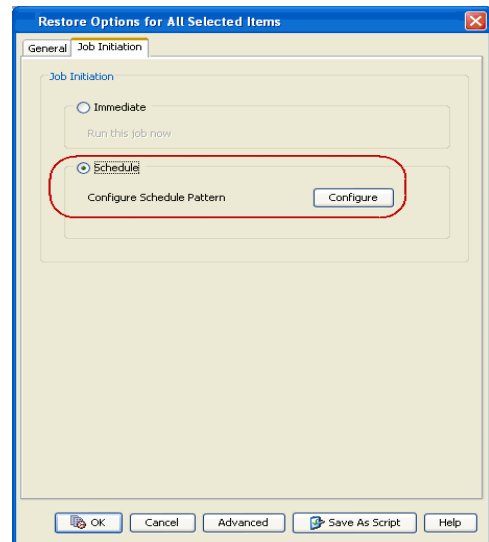 Restore Options for All Selected Items
General Job Initiation
Job Initiation
Immediate
Run this job now
Schedule
Configure Schedule Pattern Configure
OK Cancel Advanced Save As Script Help